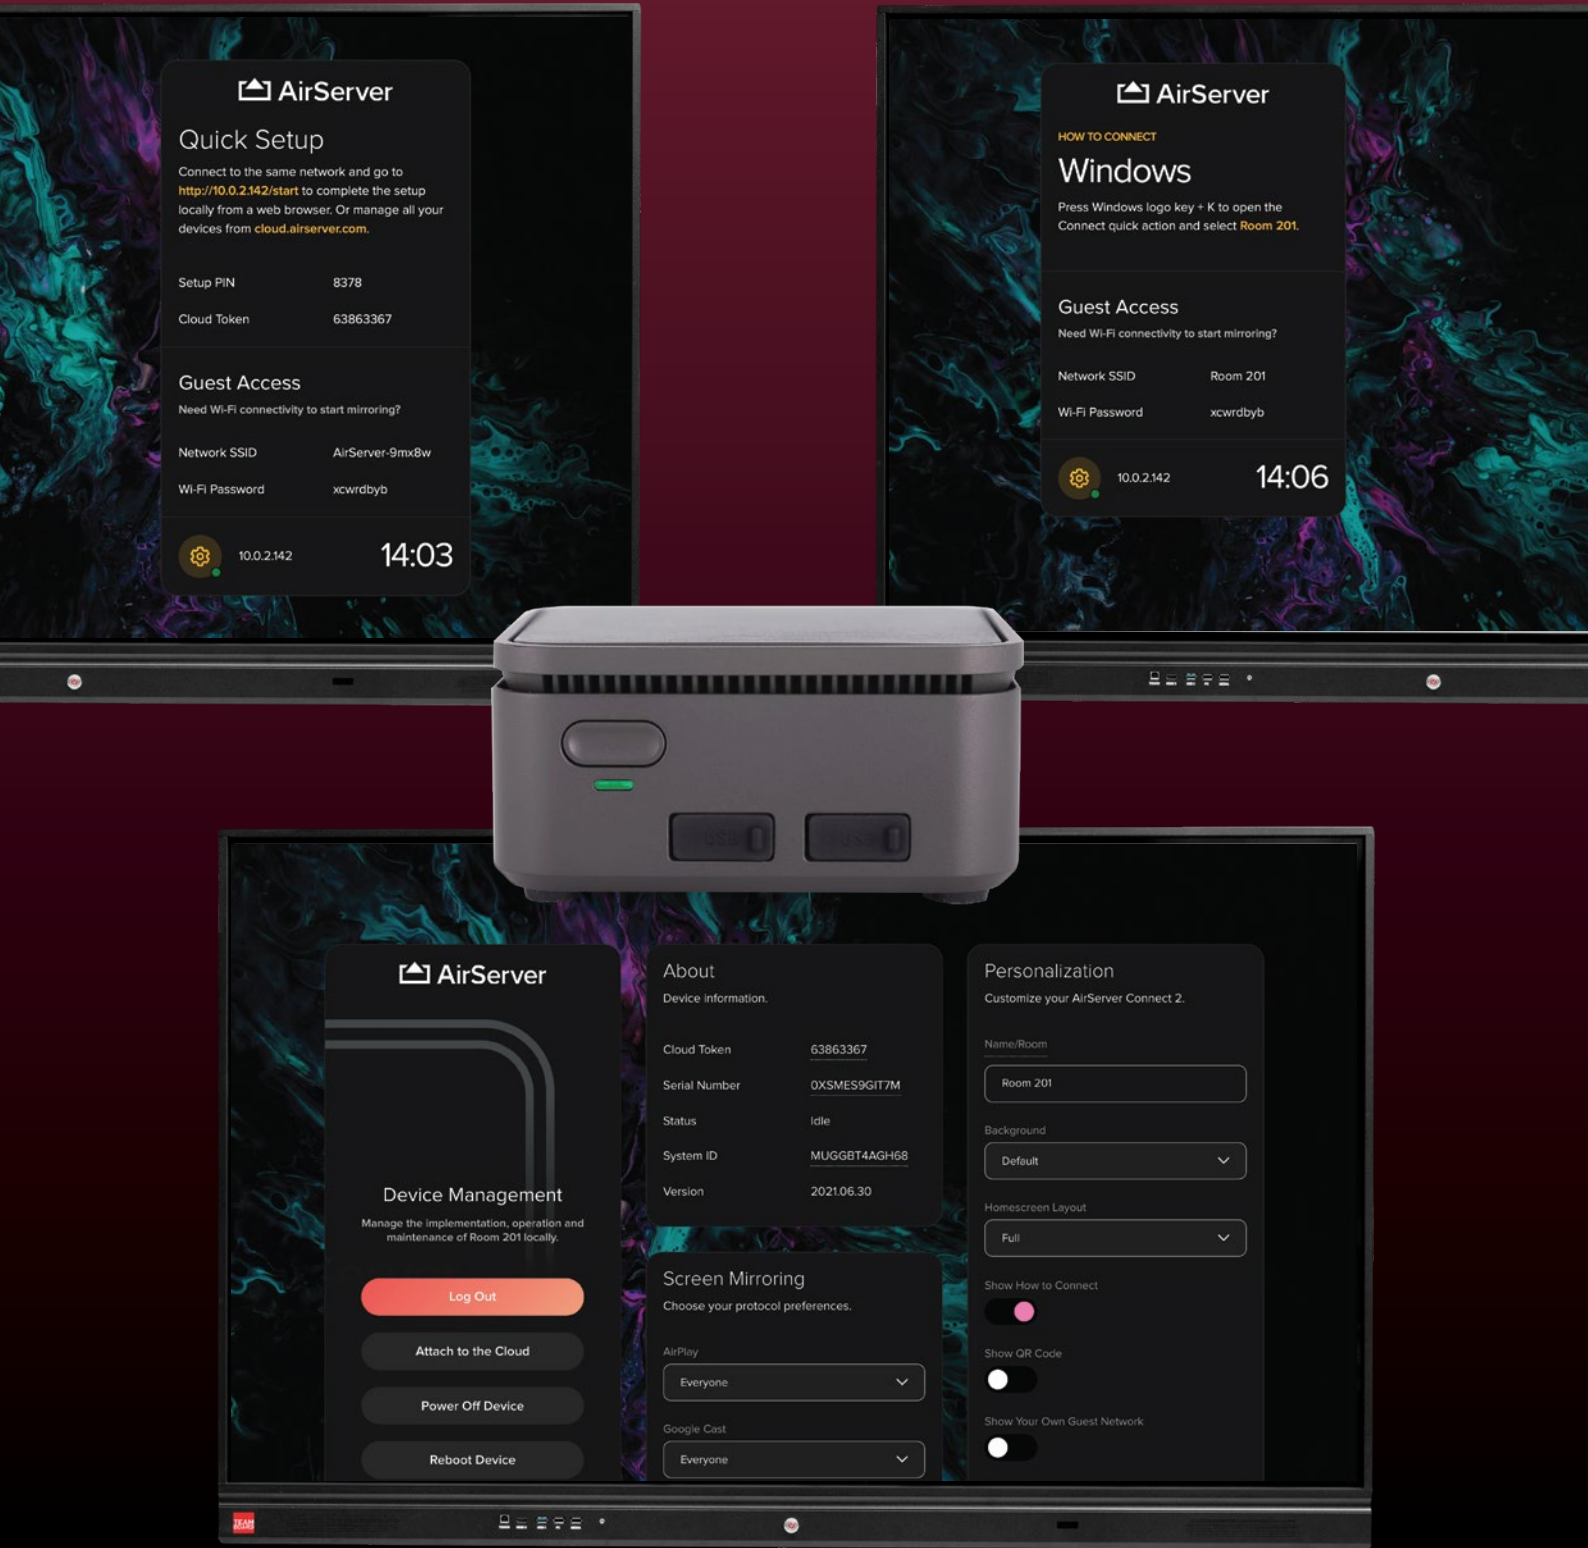 AirServer
Quick Setup
Connect to the same network and go to
http://10.0.2.142/start to complete the setup
locally from a web browser. Or manage all your
devices from cloud.airserver.com.
Setup PIN 8378
Cloud Token 63863367
Guest Access
Need Wi-Fi connectivity to start mirroring?
Network SSID AirServer-9mx8w
Wi-Fi Password xcwrdbyb
10.0.2.142 14:03
AirServer
HOW TO CONNECT
Windows
Press Windows logo key + K to open the
Connect quick action and select Room 201.
Guest Access
Need Wi-Fi connectivity to start mirroring?
Network SSID Room 201
Wi-Fi Password xcwrdbyb
10.0.2.142 14:06
USB USB
AirServer
Device Management
Manage the implementation, operation and
maintenance of Room 201 locally.
Log Out
Attach to the Cloud
Power Off Device
Reboot Device
About
Device information.
Cloud Token 63863367
Serial Number 0XSMES9GIT7M
Status Idle
System ID MUGGBT4AGH68
Version 2021.06.30
Screen Mirroring
Choose your protocol preferences.
AirPlay
Everyone
Google Cast
Everyone
Personalization
Customize your AirServer Connect 2.
Name/Room
Room 201
Background
Default
Homescreen Layout
Full
Show How to Connect
Show QR Code
Show Your Own Guest Network
TEAM
BOARD